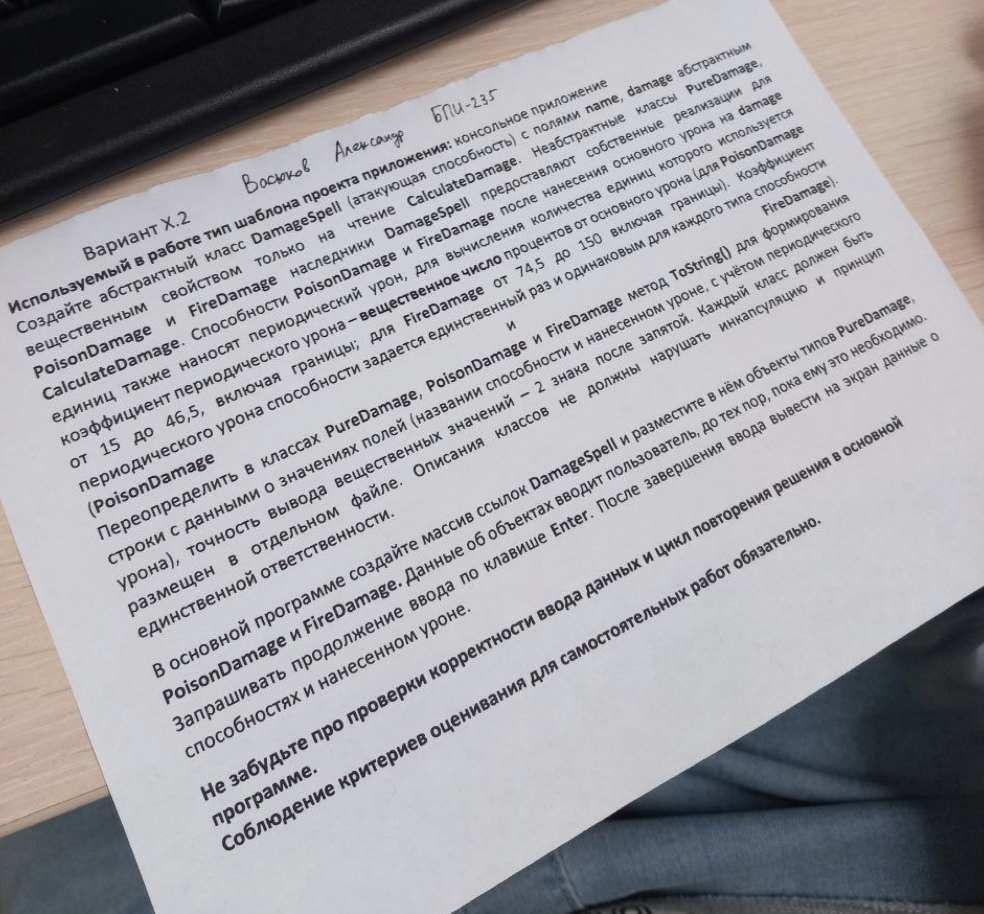 Васюков Александр БПИ-235
Вариант Х.2
Используемый в работе тип шаблона проекта приложения: консольное приложение
Создайте абстрактный класс DamageSpell (атакующая способность) с полями name, damage абстрактным
вещественным свойством только на чтение CalculateDamage. Неабстрактные классы PureDamage,
PoisonDamage и FireDamage наследники DamageSpell предоставляют собственные реализации для
CalculateDamage. Способности PoisonDamage и FireDamage после нанесения основного урона на damage
единиц также наносят периодический урон, для вычисления количества единиц которого используется
коэффициент периодического урона – вещественное число процентов от основного урона (для PoisonDamage
от 15 до 46,5, включая границы; для FireDamage от 74,5 до 150 включая границы). Коэффициент
периодического урона способности задается единственный раз и одинаковым для каждого типа способности
(PoisonDamage и FireDamage).
Переопределить в классах PureDamage, PoisonDamage и FireDamage метод ToString() для формирования
строки с данными о значениях полей (названии способности и нанесенном уроне, с учётом периодического
урона), точность вывода вещественных значений – 2 знака после запятой. Каждый класс должен быть
размещен в отдельном файле. Описания классов не должны нарушать инкапсуляцию и принцип
единственной ответственности.
В основной программе создайте массив ссылок DamageSpell и разместите в нём объекты типов PureDamage,
PoisonDamage и FireDamage. Данные об объектах вводит пользователь, до тех пор, пока ему это необходимо.
Запрашивать продолжение ввода по клавише Enter. После завершения ввода вывести на экран данные о
способностях и нанесенном уроне.
Не забудьте про проверки корректности ввода данных и цикл повторения решения в основной
программе.
Соблюдение критериев оценивания для самостоятельных работ обязательно.